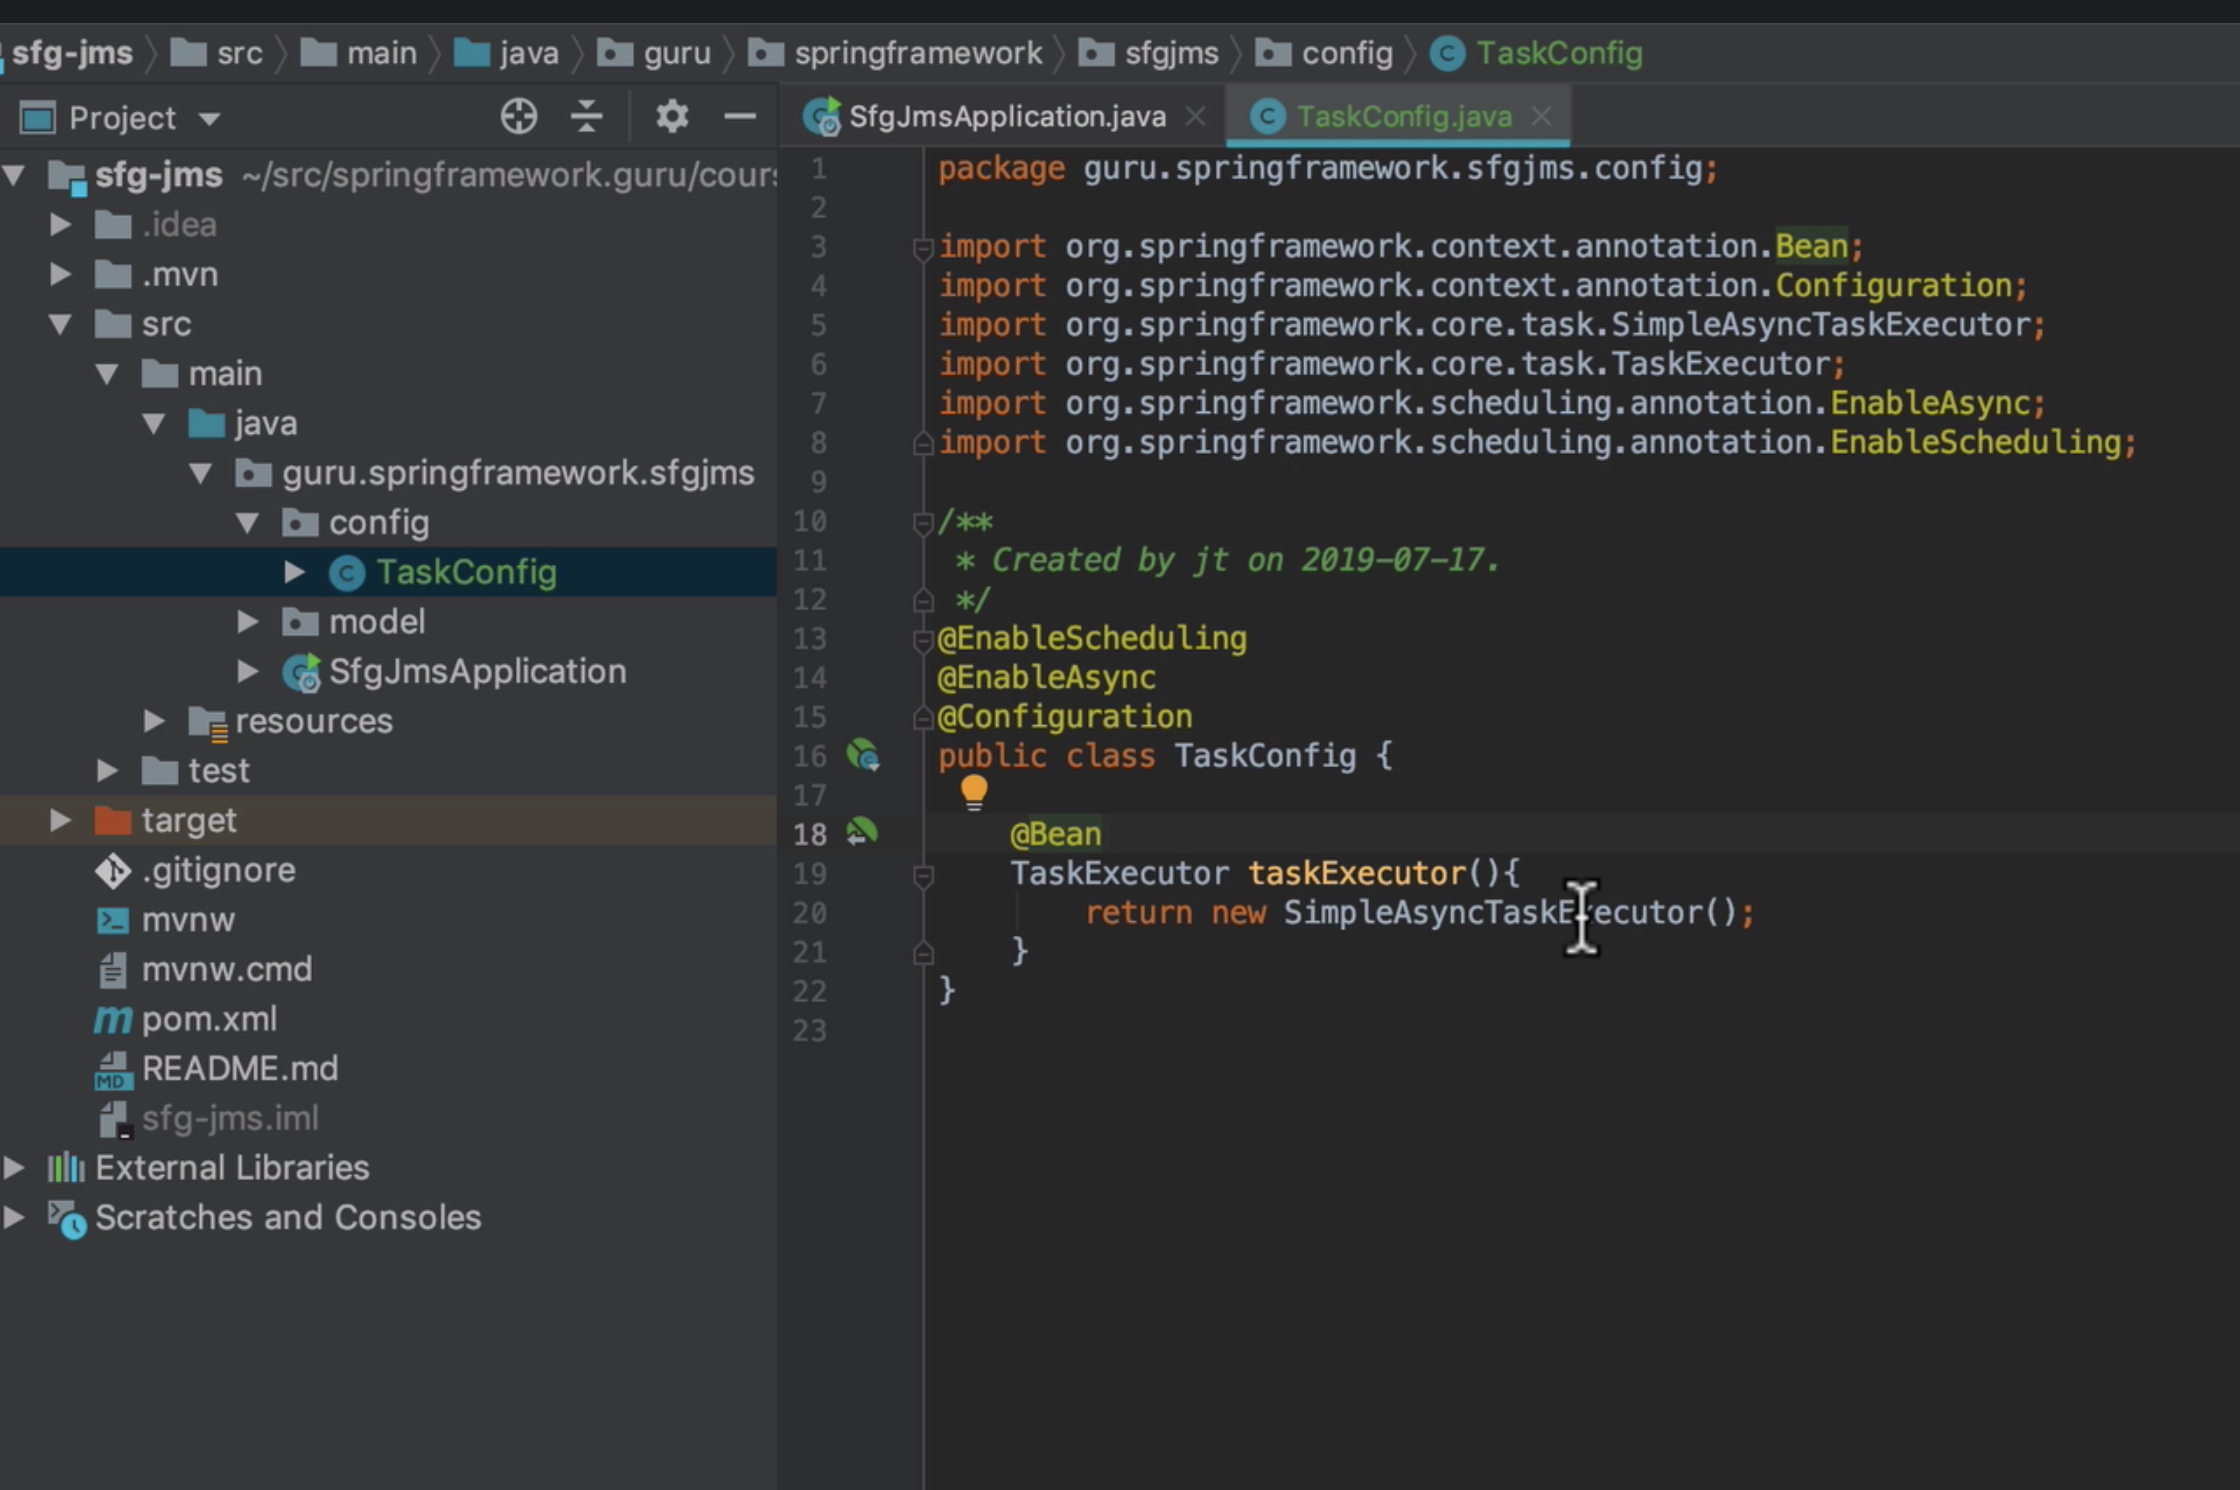 sfg-jms src main java guru springframework sfgjms config TaskConfig
Project
SfgJmsApplication.java TaskConfig.java
sfg-jms ~/src/springframework.guru/cour
.idea
.mvn
src
main
java
guru.springframework.sfgjms
config
TaskConfig
model
SfgJmsApplication
resources
test
target
.gitignore
mvnw
mvnw.cmd
pom.xml
README.md
sfg-jms.iml
External Libraries
Scratches and Consoles
1 package guru.springframework.sfgjms.config;
2
3 import org.springframework.context.annotation.Bean;
4 import org.springframework.context.annotation.Configuration;
5 import org.springframework.core.task.SimpleAsyncTaskExecutor;
6 import org.springframework.core.task.TaskExecutor;
7 import org.springframework.scheduling.annotation.EnableAsync;
8 import org.springframework.scheduling.annotation.EnableScheduling;
9
10 /**
11 * Created by jt on 2019-07-17.
12 */
13 @EnableScheduling
14 @EnableAsync
15 @Configuration
16 public class TaskConfig {
17
18 @Bean
19 TaskExecutor taskExecutor(){
20 return new SimpleAsyncTaskExecutor();
21 }
22 }
23